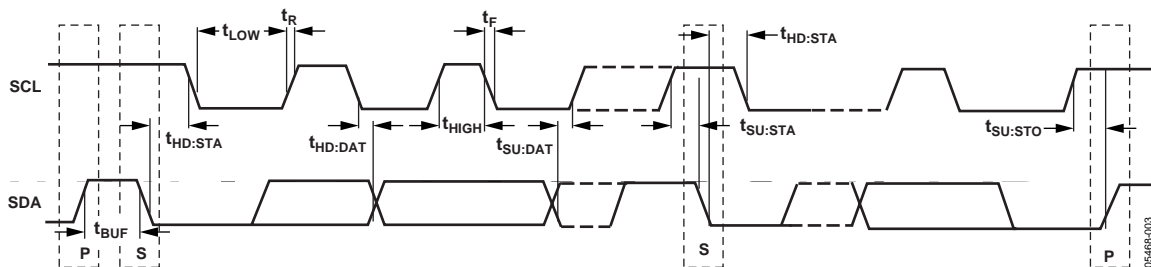 tLOW
tR
tF
tHD:STA
SCL
tHD:STA
tHD:DAT
tHIGH
tSU:DAT
tSU:STA
tSU:STO
SDA
tBUF
P
S
S
P
05468-003